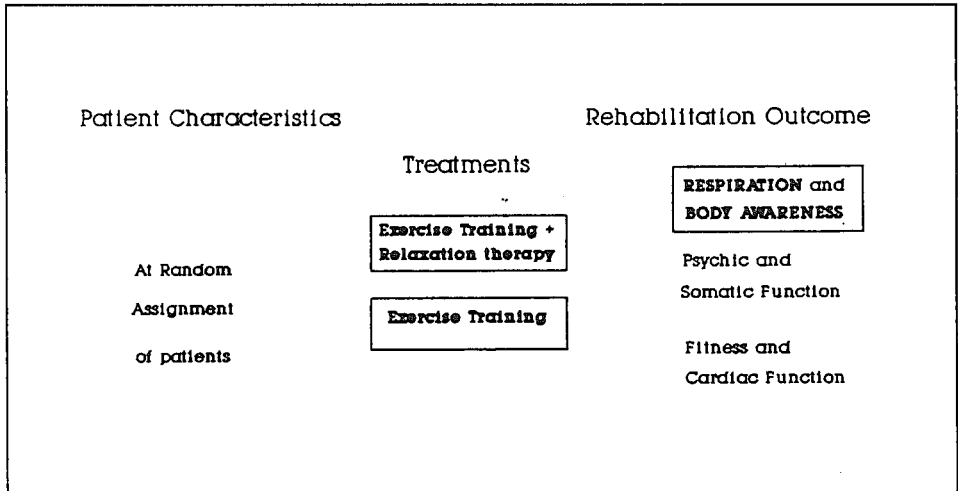 Patient Characteristics
At Random
Assignment
of patients
Treatments
Exercise Training +
Relaxation therapy
Exercise Training
Rehabilitation Outcome
RESPIRATION and
BODY AWARENESS
Psychic and
Somatic Function
Fitness and
Cardiac Function